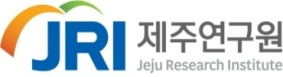 JRI 제주연구원
Jeju Research Institute